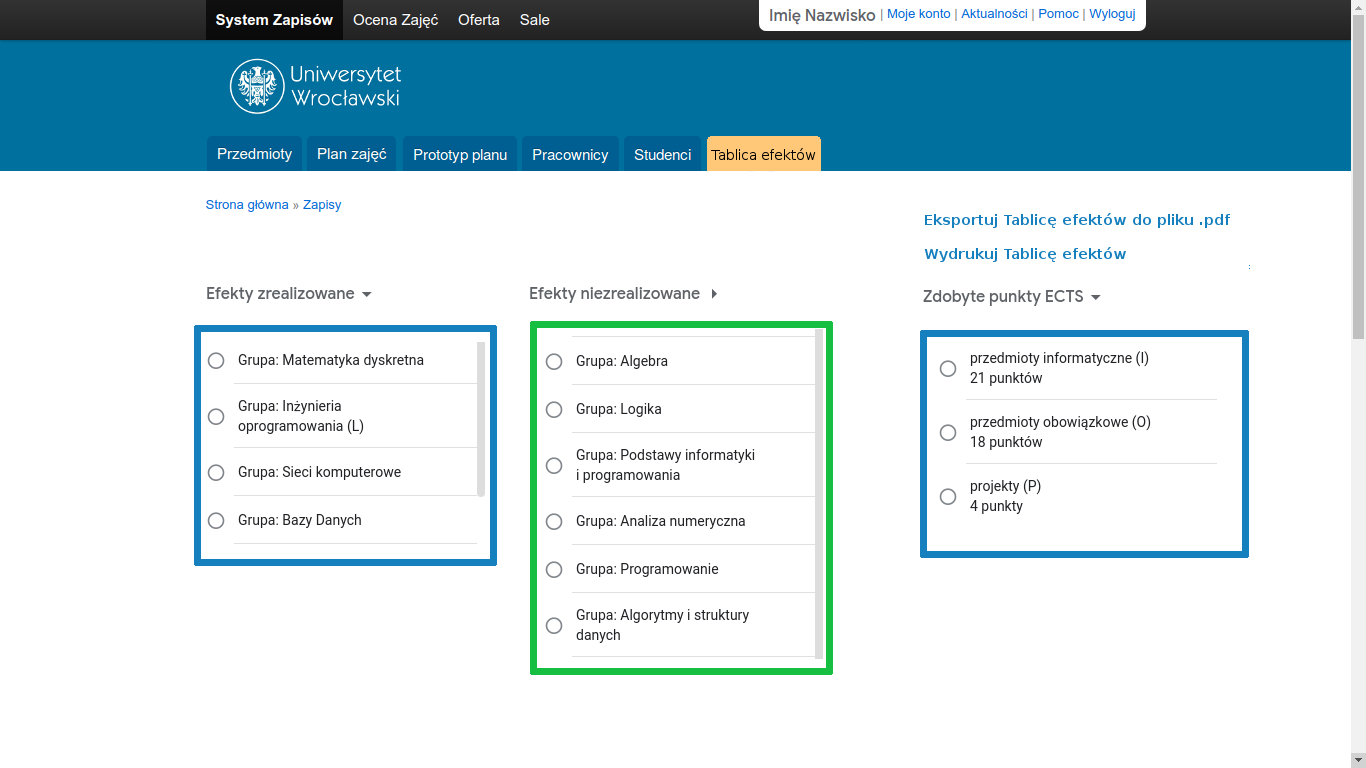 System Zapisów Ocena Zajęć Oferta Sale Imię Nazwisko | Moje konto | Aktualności | Pomoc | Wyloguj
Uniwersytet
Wrocławski
Przedmioty Plan zajęć Prototyp planu Pracownicy Studenci Tablica efektów
Strona główna » Zapisy
Eksportuj Tablicę efektów do pliku .pdf
Wydrukuj Tablicę efektów
Efekty zrealizowane
Grupa: Matematyka dyskretna
Grupa: Inżynieria
oprogramowania (L)
Grupa: Sieci komputerowe
Grupa: Bazy Danych
Efekty niezrealizowane
Grupa: Algebra
Grupa: Logika
Grupa: Podstawy informatyki
i programowania
Grupa: Analiza numeryczna
Grupa: Programowanie
Grupa: Algorytmy i struktury
danych
Zdobyte punkty ECTS
przedmioty informatyczne (I)
21 punktów
przedmioty obowiązkowe (O)
18 punktów
projekty (P)
4 punkty